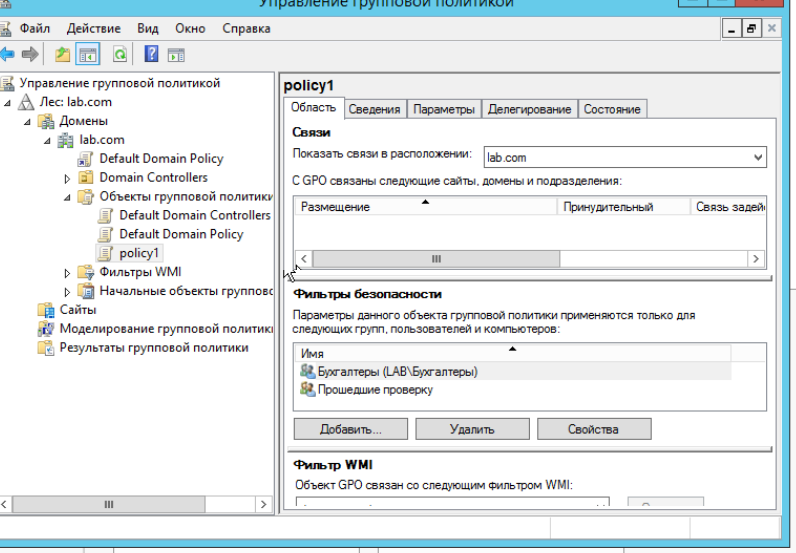 Управление групповой политикой
Файл Действие Вид Окно Справка
Управление групповой политикой
Лес: lab.com
Домены
lab.com
Default Domain Policy
Domain Controllers
Объекты групповой политики
Default Domain Controllers
Default Domain Policy
policy1
Фильтры WMI
Начальные объекты группово
Сайты
Моделирование групповой политики
Результаты групповой политики
policy1
Область Сведения Параметры Делегирование Состояние
Связи
Показать связи в расположении: lab.com
С GPO связаны следующие сайты, домены и подразделения:
Размещение Принудительный Связь задей
Фильтры безопасности
Параметры данного объекта групповой политики применяются только для
следующих групп, пользователей и компьютеров:
Имя
Бухгалтеры (LAB\Бухгалтеры)
Прошедшие проверку
Добавить... Удалить Свойства
Фильтр WMI
Объект GPO связан со следующим фильтром WMI: